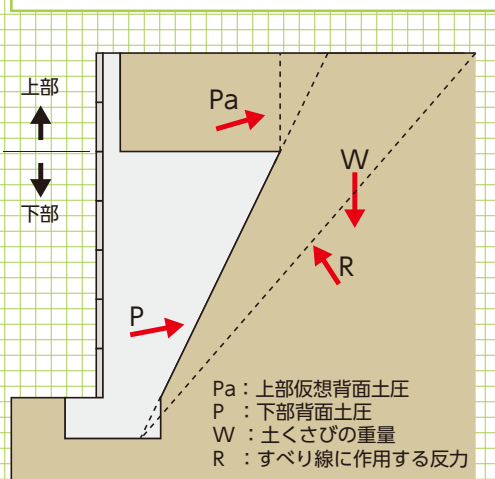 上部
下部
Pa
W
R
P
Pa：上部仮想背面土圧
P ：下部背面土圧
W ：土くさびの重量
R ：すべり線に作用する反力